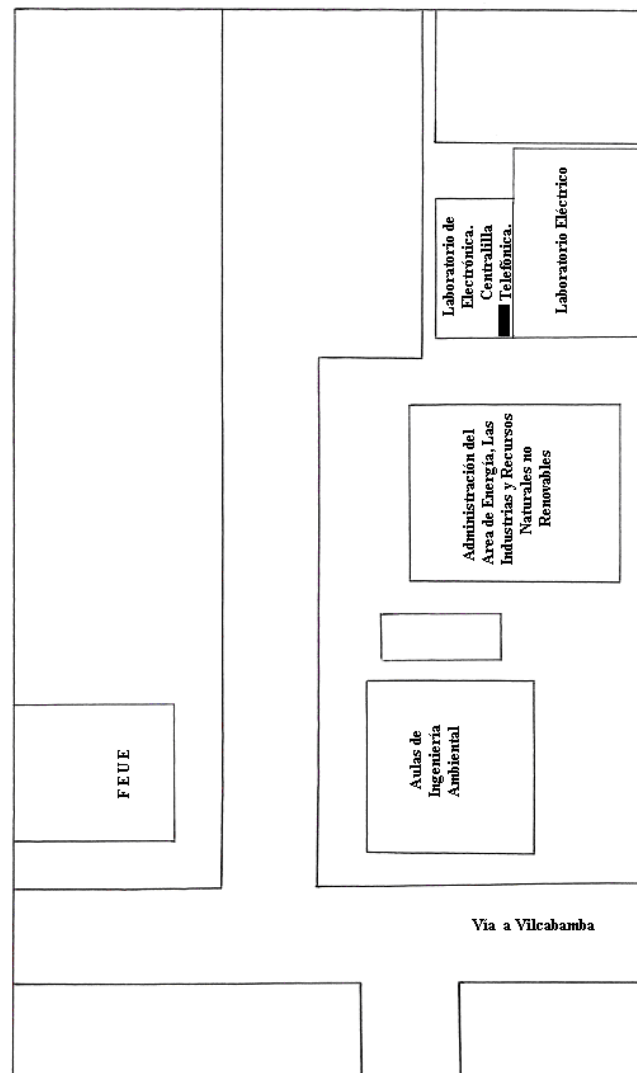 Laboratorio de
Electrónica.
Centralilla
Telefónica.
Laboratorio Eléctrico
Administración del
Area de Energía, Las
Industrias y Recursos
Naturales no
Renovables
FEUE
Aulas de
Ingeniería
Ambiental
Vía a Vilcabamba